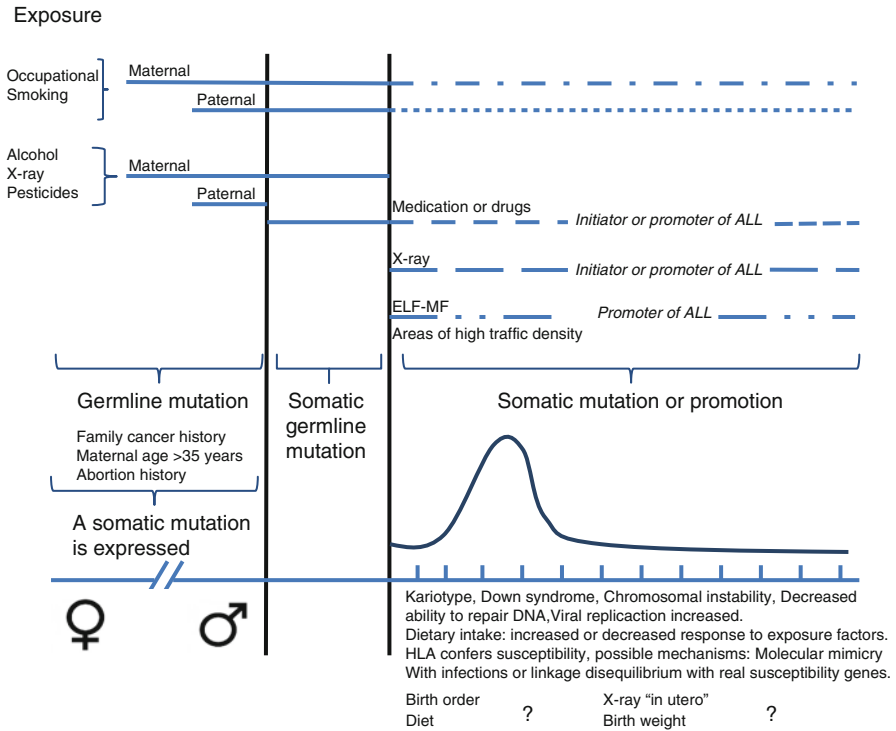 Exposure
Occupational
Smoking
Maternal
Paternal
Alcohol
X-ray
Pesticides
Maternal
Paternal
Medication or drugs
Initiator or promoter of ALL
X-ray
Initiator or promoter of ALL
ELF-MF
Promoter of ALL
Areas of high traffic density
Germline mutation
Family cancer history
Maternal age >35 years
Abortion history
A somatic mutation
is expressed
Somatic
germline
mutation
Somatic mutation or promotion
♀
♂
Kariotype, Down syndrome, Chromosomal instability, Decreased
ability to repair DNA,Viral replicaction increased.
Dietary intake: increased or decreased response to exposure factors.
HLA confers susceptibility, possible mechanisms: Molecular mimicry
With infections or linkage disequilibrium with real susceptibility genes.
Birth order
Diet
?
X-ray “in utero”
Birth weight
?